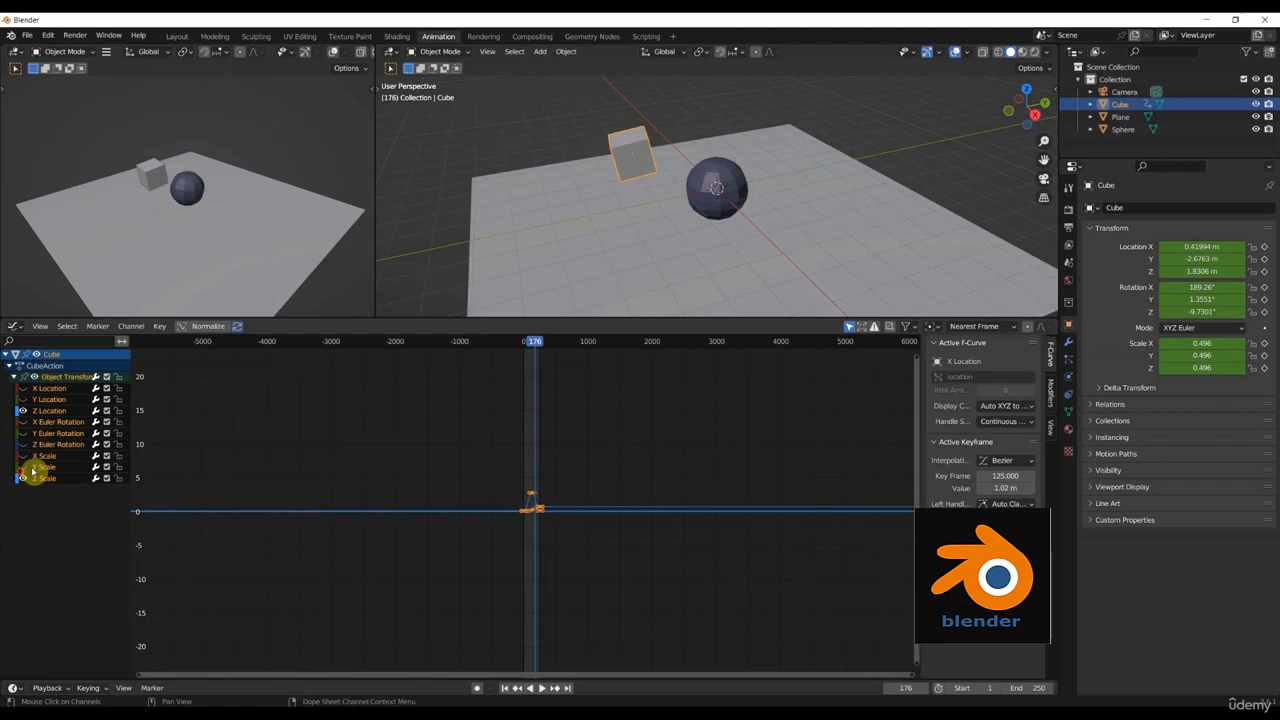 Blender
File Edit Render Window Help Layout Modeling Sculpting UV Editing Texture Paint Shading Animation Rendering Compositing Geometry Nodes Scripting + Scene ViewLayer
Object Mode Global Object Mode View Select Add Object Global
Options Options Scene Collection
User Perspective Collection
(176) Collection | Cube Camera
Cube
Plane
Sphere
Cube
Cube
Transform
Location X 0.41994 m
Y -2.6763 m
Z 1.8306 m
Rotation X 189.26°
Y 1.3551°
Z -9.7301°
View Select Marker Channel Key Normalize Nearest Frame Mode XYZ Euler
-5000 -4000 -3000 -2000 -1000 0 176 1000 2000 3000 4000 5000 6000 Active F-Curve Scale X 0.496
Cube X Location Y 0.496
CubeAction location Z 0.496
Object Transfor 20 Delta Transform
X Location Relations
Y Location Display C... Auto XYZ to ...
Z Location 15 Collections
X Euler Rotation Handle S... Continuous ...
Y Euler Rotation Instancing
Z Euler Rotation 10 Active Keyframe Motion Paths
X Scale Interpolati... Bezier
Y Scale Visibility
Z Scale 5 Key Frame 125.000 Viewport Display
Value 1.02 m
Left Handl... Auto Cla... Line Art
0 Custom Properties
-5
-10
blender
-15
-20
F-Curve
Modifiers
View
Playback Keying View Marker 176 Start 1 End 250
Mouse Click on Channels Pan View Dope Sheet Channel Context Menu
udemy